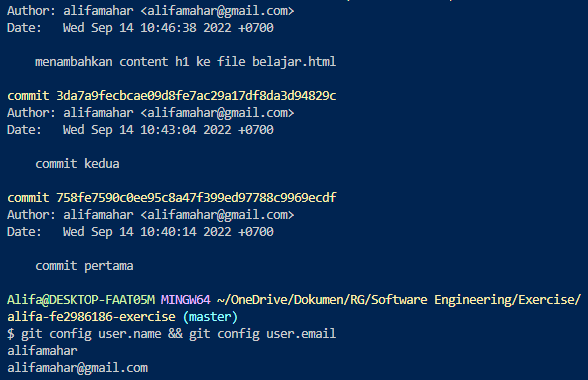 Author: alifamahar <alifamahar@gmail.com>
Date:   Wed Sep 14 10:46:38 2022 +0700
    menambahkan content h1 ke file belajar.html
commit 3da7a9fecbcae09d8fe7ac29a17df8da3d94829c
Author: alifamahar <alifamahar@gmail.com>
Date:   Wed Sep 14 10:43:04 2022 +0700
    commit kedua
commit 758fe7590c0ee95c8a47f399ed97788c9969ecdf
Author: alifamahar <alifamahar@gmail.com>
Date:   Wed Sep 14 10:40:14 2022 +0700
    commit pertama
Alifa@DESKTOP-FAAT05M MINGW64 ~/OneDrive/Dokumen/RG/Software Engineering/Exercise/
alifa-fe2986186-exercise (master)
$ git config user.name && git config user.email
alifamahar
alifamahar@gmail.com